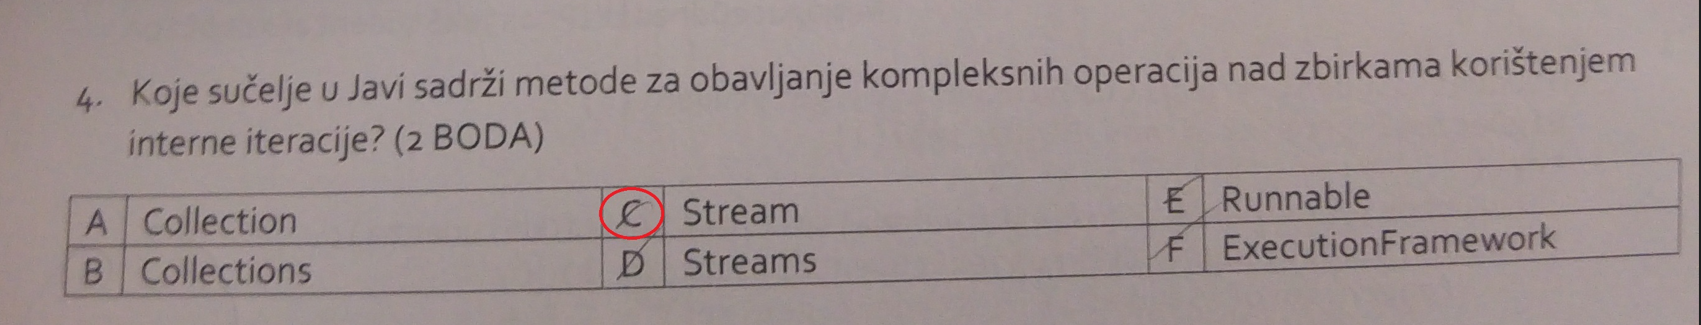 4. Koje sučelje u Javi sadrži metode za obavljanje kompleksnih operacija nad zbirkama korištenjem
interne iteracije? (2 BODA)
A Collection C Stream E Runnable
B Collections D Streams F ExecutionFramework